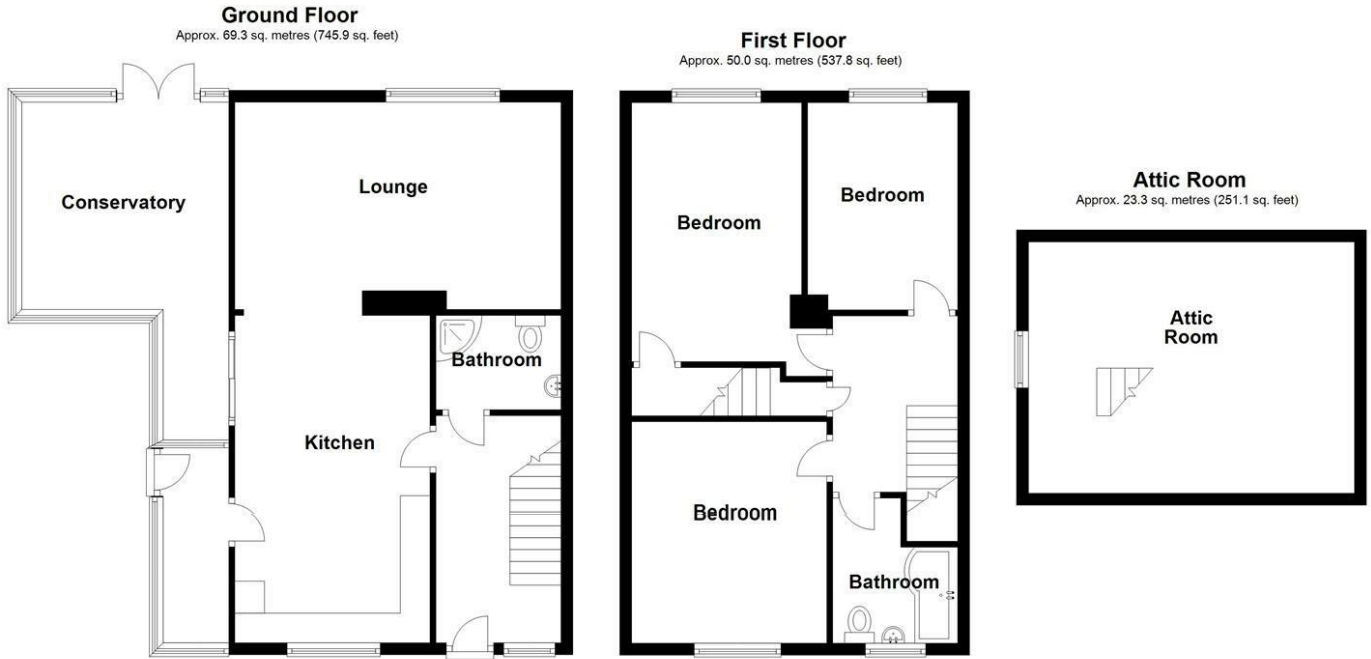 Ground Floor
Approx. 69.3 sq. metres (745.9 sq. feet)
Conservatory
Lounge
Bathroom
Kitchen
First Floor
Approx. 50.0 sq. metres (537.8 sq. feet)
Bedroom
Bedroom
Bedroom
Bathroom
Attic Room
Approx. 23.3 sq. metres (251.1 sq. feet)
Attic
Room